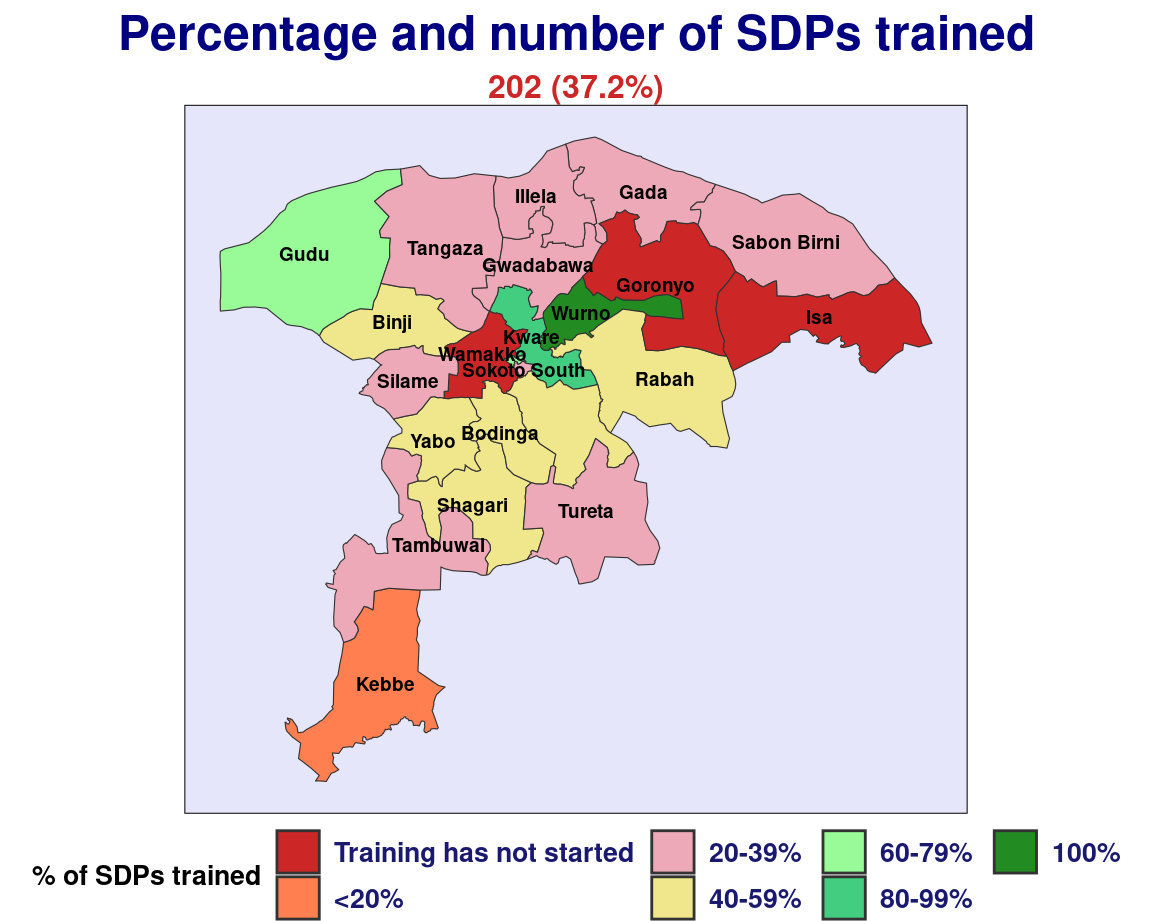 Percentage and number of SDPs trained
202 (37.2%)
Illela
Gada
Sabon Birni
Gudu
Tangaza
Gwadabawa
Goronyo
Wurno
Isa
Binji
Kware
Wamakko
Sokoto South
Silame
Rabah
Yabo
Bodinga
Shagari
Tureta
Tambuwal
Kebbe
% of SDPs trained
Training has not started
<20%
20-39%
40-59%
60-79%
80-99%
100%